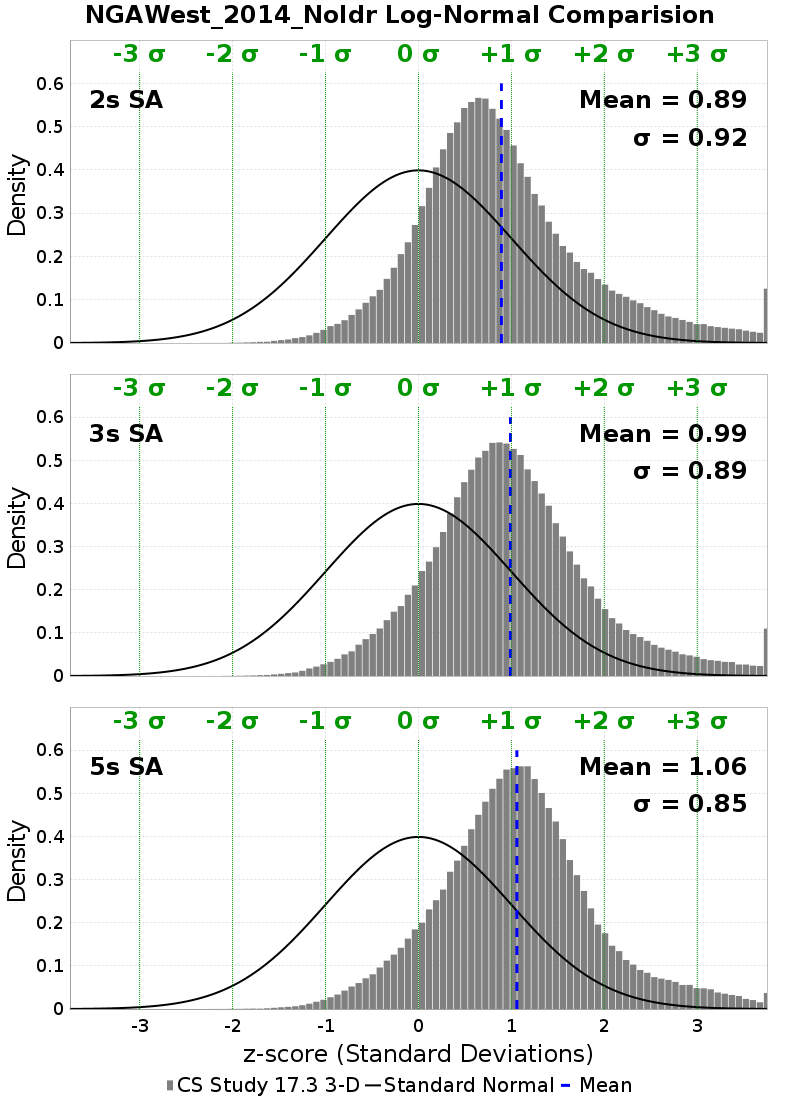 NGAWest_2014_NoIdr Log-Normal Comparision
-3 σ -2 σ -1 σ 0 σ +1 σ +2 σ +3 σ
2s SA
Mean = 0.89
σ = 0.92
Density
0.6
0.5
0.4
0.3
0.2
0.1
0
-3 σ -2 σ -1 σ 0 σ +1 σ +2 σ +3 σ
3s SA
Mean = 0.99
σ = 0.89
Density
0.6
0.5
0.4
0.3
0.2
0.1
0
-3 σ -2 σ -1 σ 0 σ +1 σ +2 σ +3 σ
5s SA
Mean = 1.06
σ = 0.85
Density
0.6
0.5
0.4
0.3
0.2
0.1
0
-3 -2 -1 0 1 2 3
z-score (Standard Deviations)
CS Study 17.3 3-D Standard Normal Mean